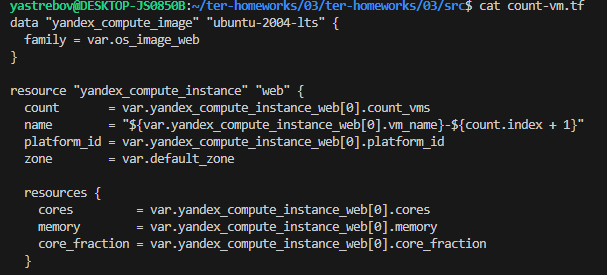 yastrebov@DESKTOP-JS0850B:~/ter-homeworks/03/ter-homeworks/03/src$ cat count-vm.tf
data "yandex_compute_image" "ubuntu-2004-lts" {
  family = var.os_image_web
}

resource "yandex_compute_instance" "web" {
  count       = var.yandex_compute_instance_web[0].count_vms
  name        = "${var.yandex_compute_instance_web[0].vm_name}-${count.index + 1}"
  platform_id = var.yandex_compute_instance_web[0].platform_id
  zone        = var.default_zone

  resources {
    cores         = var.yandex_compute_instance_web[0].cores
    memory        = var.yandex_compute_instance_web[0].memory
    core_fraction = var.yandex_compute_instance_web[0].core_fraction
  }